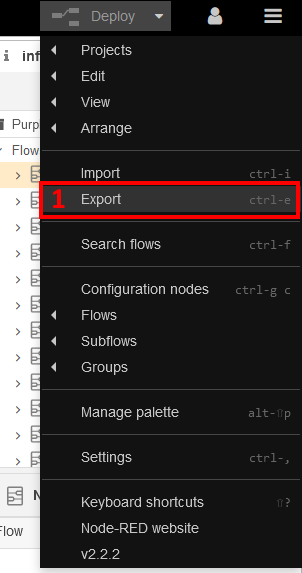 Deploy
i inf
Projects
Edit
View
Purp
Arrange
Flow
Import ctrl-i
1 Export ctrl-e
Search flows ctrl-f
Configuration nodes ctrl-g c
Flows
Subflows
Groups
Manage palette alt-⇧p
Settings ctrl-,
Keyboard shortcuts ⇧?
Node-RED website
Flow
v2.2.2